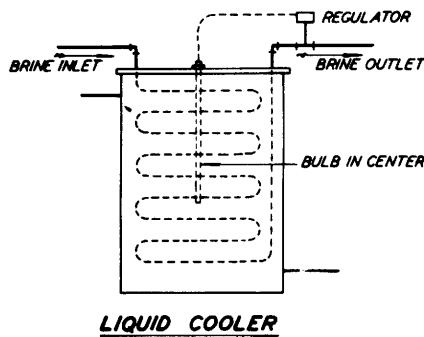 REGULATOR
BRINE INLET
BRINE OUTLET
BULB IN CENTER
LIQUID COOLER